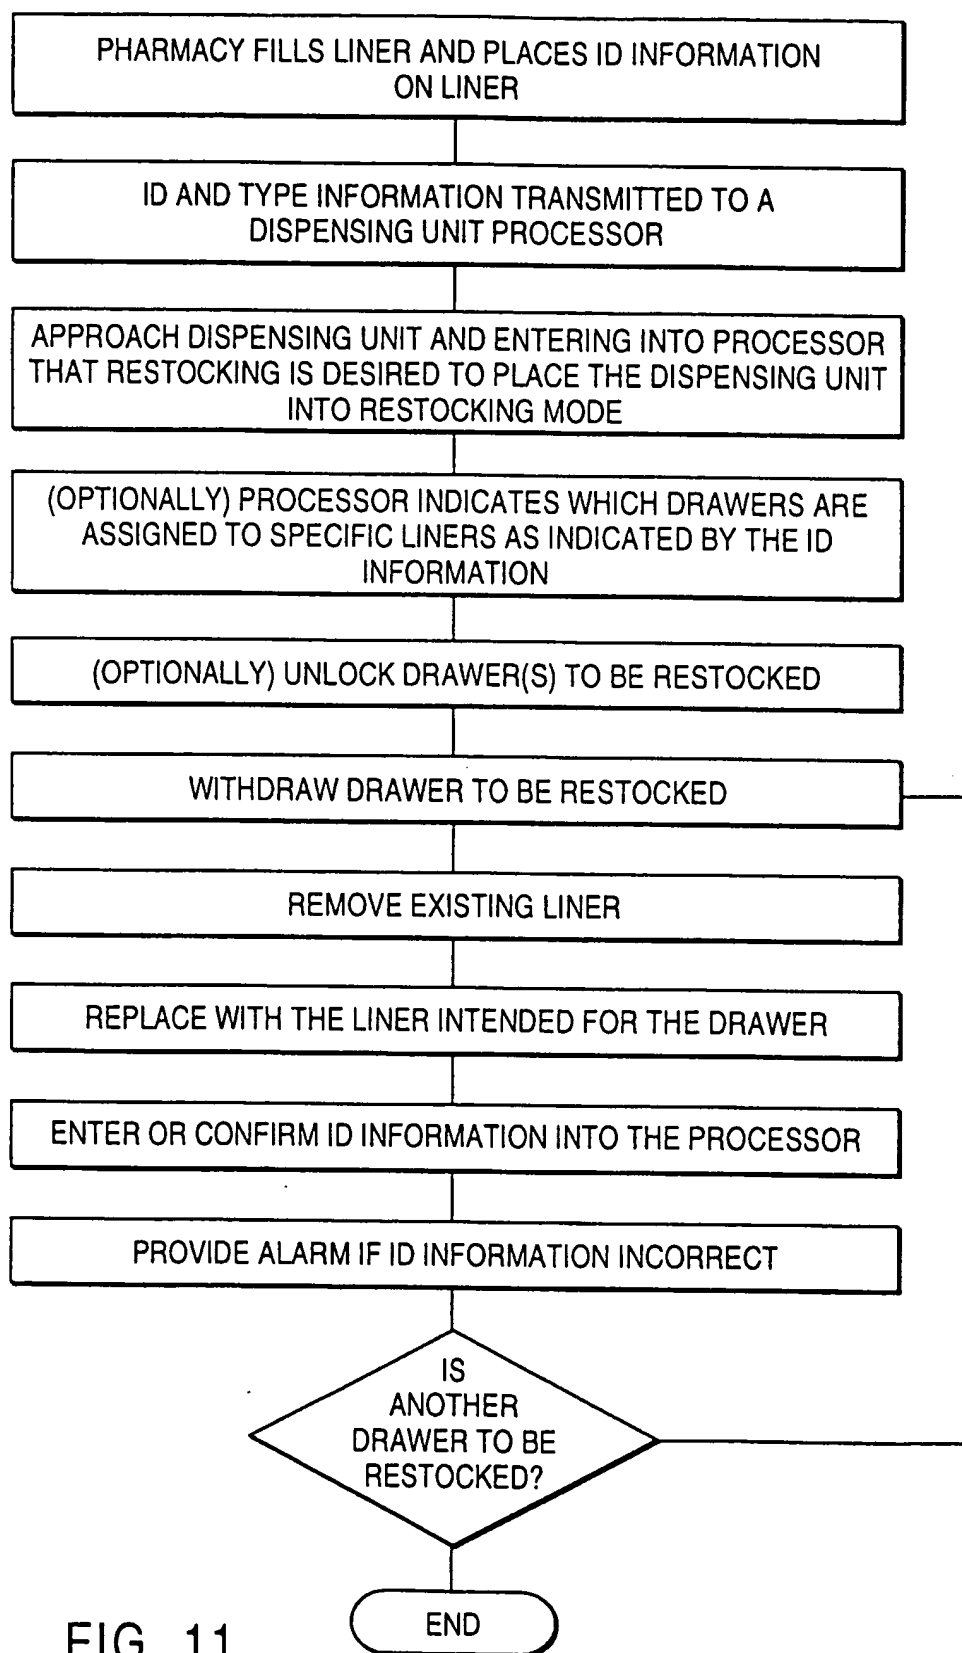 PHARMACY FILLS LINER AND PLACES ID INFORMATION
ON LINER
ID AND TYPE INFORMATION TRANSMITTED TO A
DISPENSING UNIT PROCESSOR
APPROACH DISPENSING UNIT AND ENTERING INTO PROCESSOR
THAT RESTOCKING IS DESIRED TO PLACE THE DISPENSING UNIT
INTO RESTOCKING MODE
(OPTIONALLY) PROCESSOR INDICATES WHICH DRAWERS ARE
ASSIGNED TO SPECIFIC LINERS AS INDICATED BY THE ID
INFORMATION
(OPTIONALLY) UNLOCK DRAWER(S) TO BE RESTOCKED
WITHDRAW DRAWER TO BE RESTOCKED
REMOVE EXISTING LINER
REPLACE WITH THE LINER INTENDED FOR THE DRAWER
ENTER OR CONFIRM ID INFORMATION INTO THE PROCESSOR
PROVIDE ALARM IF ID INFORMATION INCORRECT
IS
ANOTHER
DRAWER TO BE
RESTOCKED?
END
FIG. 11